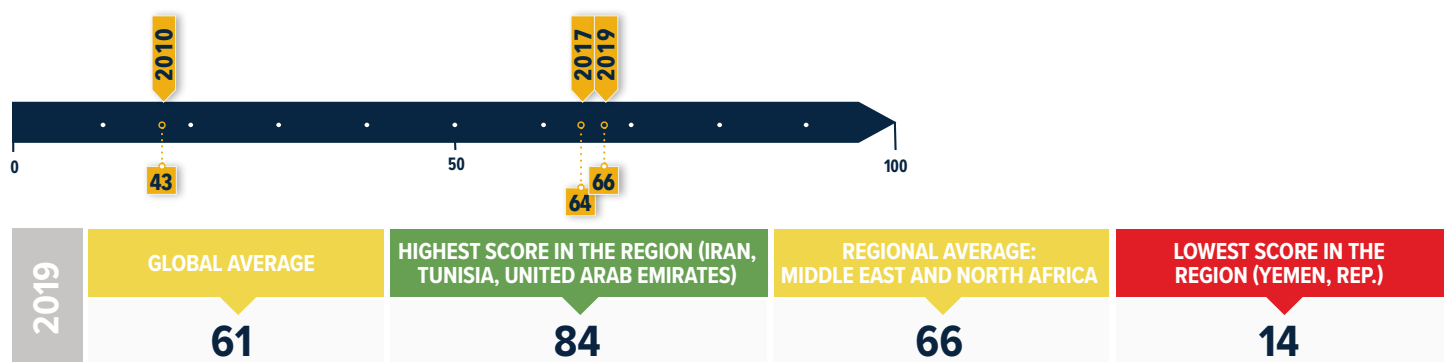 2010
2017
2019
0
50
100
43
64
66
2019
GLOBAL AVERAGE
61
HIGHEST SCORE IN THE REGION (IRAN,
TUNISIA, UNITED ARAB EMIRATES)
84
REGIONAL AVERAGE:
MIDDLE EAST AND NORTH AFRICA
66
LOWEST SCORE IN THE
REGION (YEMEN, REP.)
14